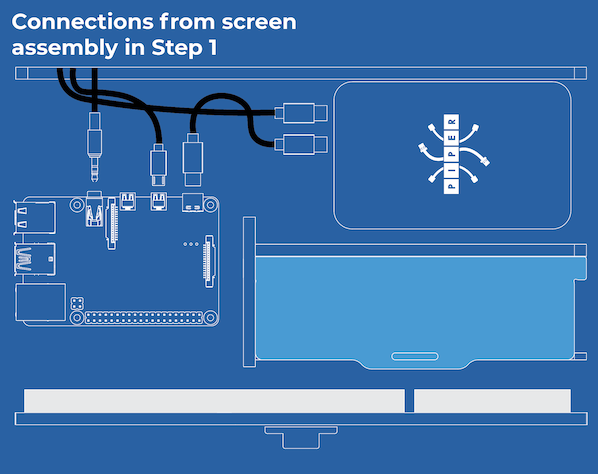 Connections from screen
assembly in Step 1
PIPER